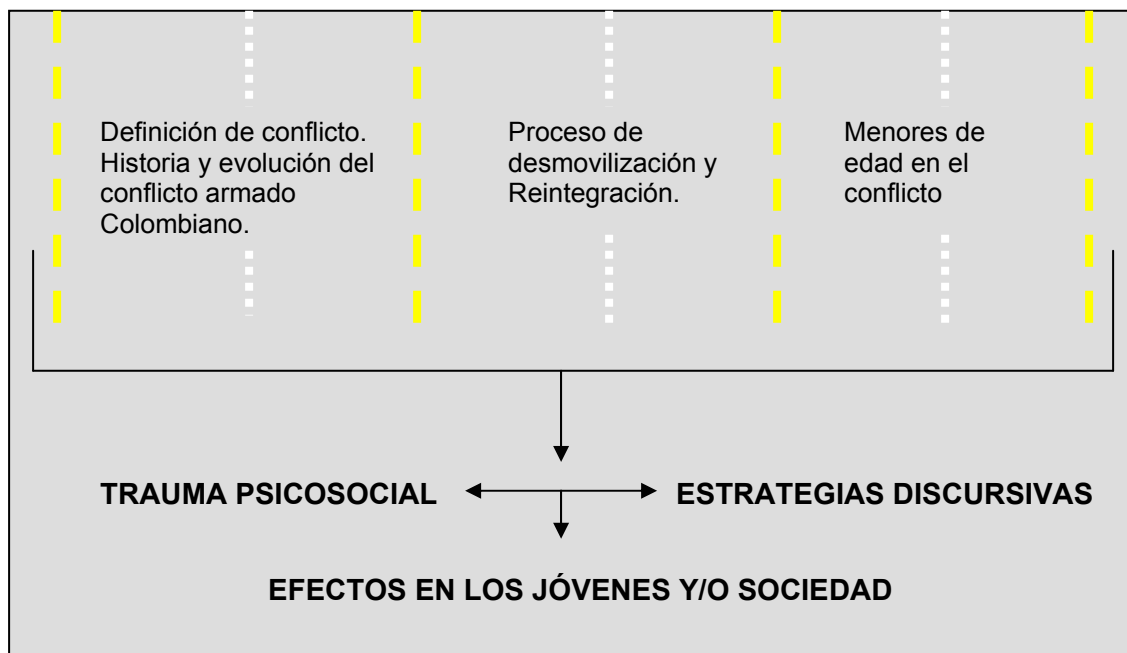 Definición de conflicto.
Historia y evolución del
conflicto armado
Colombiano.
Proceso de
desmovilización y
Reintegración.
Menores de
edad en el
conflicto
TRAUMA PSICOSOCIAL
ESTRATEGIAS DISCURSIVAS
EFECTOS EN LOS JÓVENES Y/O SOCIEDAD